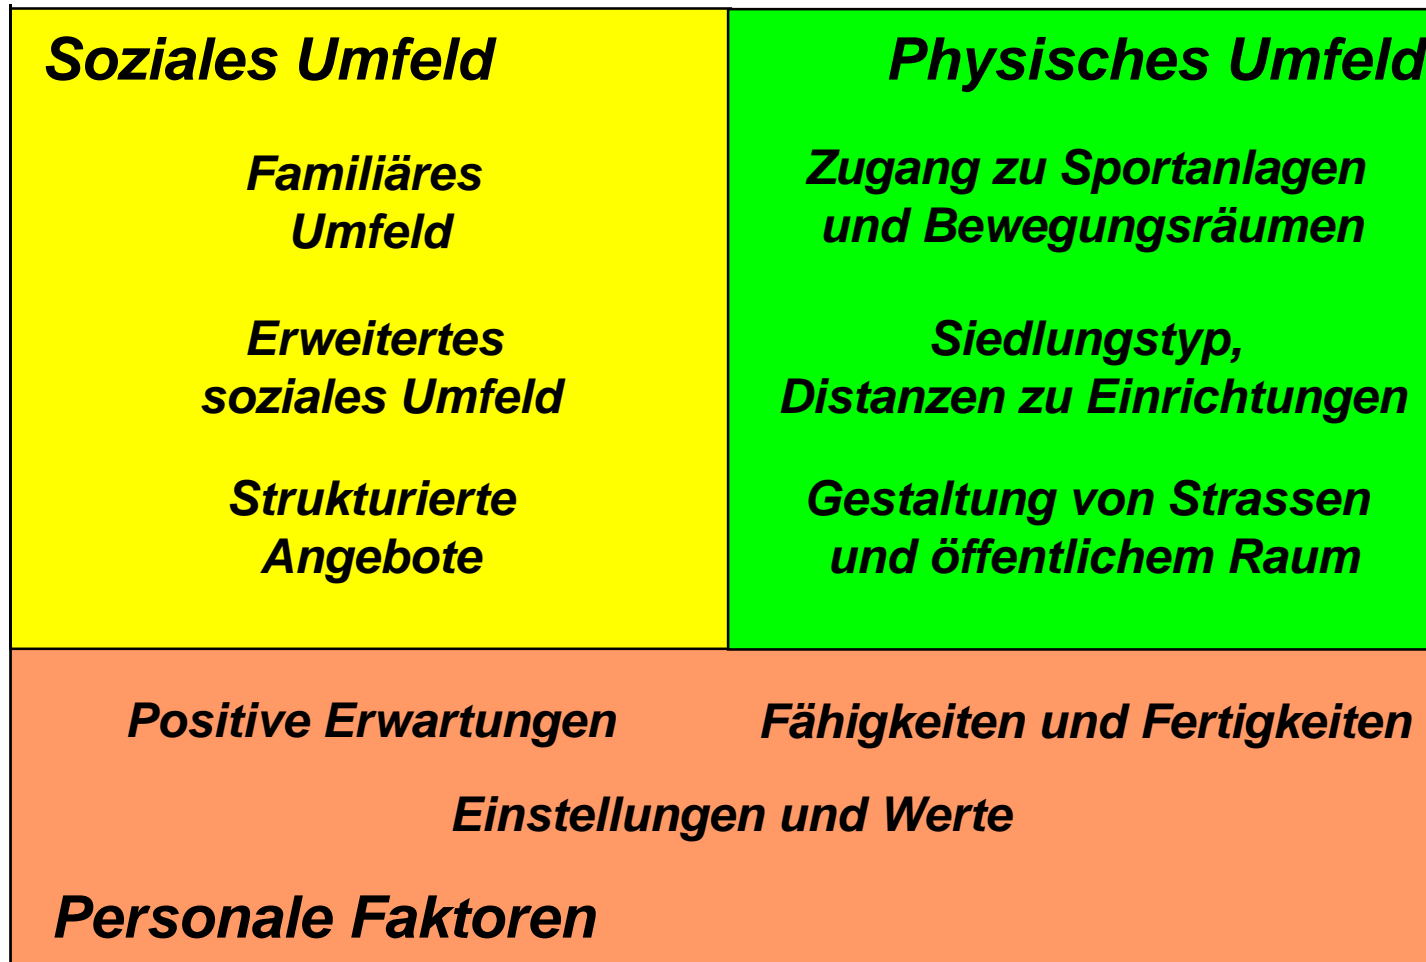 Soziales Umfeld
Familiäres
Umfeld
Erweitertes
soziales Umfeld
Strukturierte
Angebote
Physisches Umfeld
Zugang zu Sportanlagen
und Bewegungsräumen
Siedlungstyp,
Distanzen zu Einrichtungen
Gestaltung von Strassen
und öffentlichem Raum
Positive Erwartungen
Fähigkeiten und Fertigkeiten
Einstellungen und Werte
Personale Faktoren